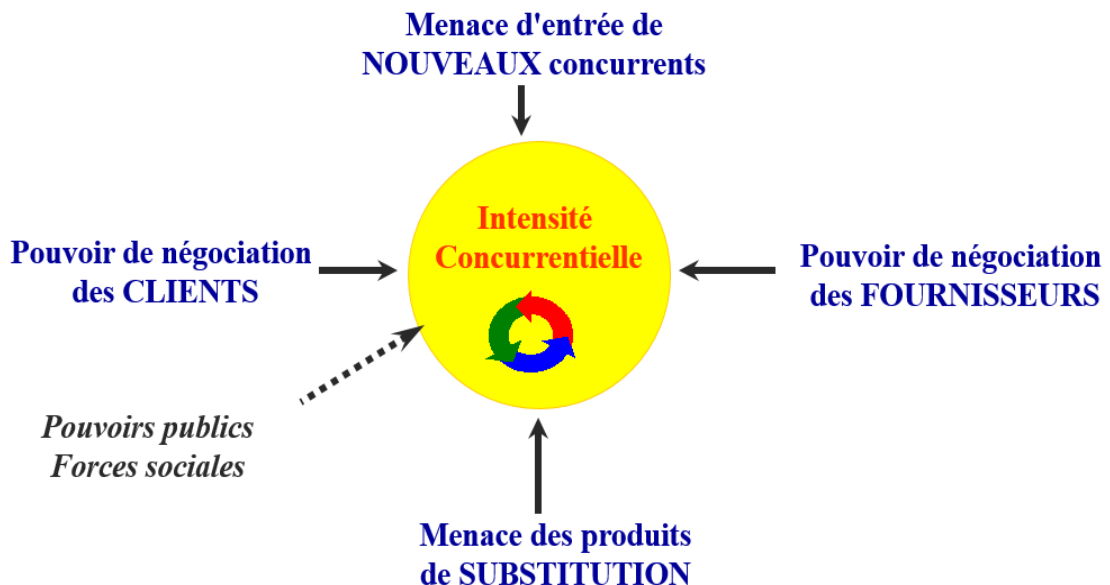 Menace d'entrée de
NOUVEAUX concurrents
Intensité
Concurrentielle
Pouvoir de négociation
des CLIENTS
Pouvoir de négociation
des FOURNISSEURS
Pouvoirs publics
Forces sociales
Menace des produits
de SUBSTITUTION